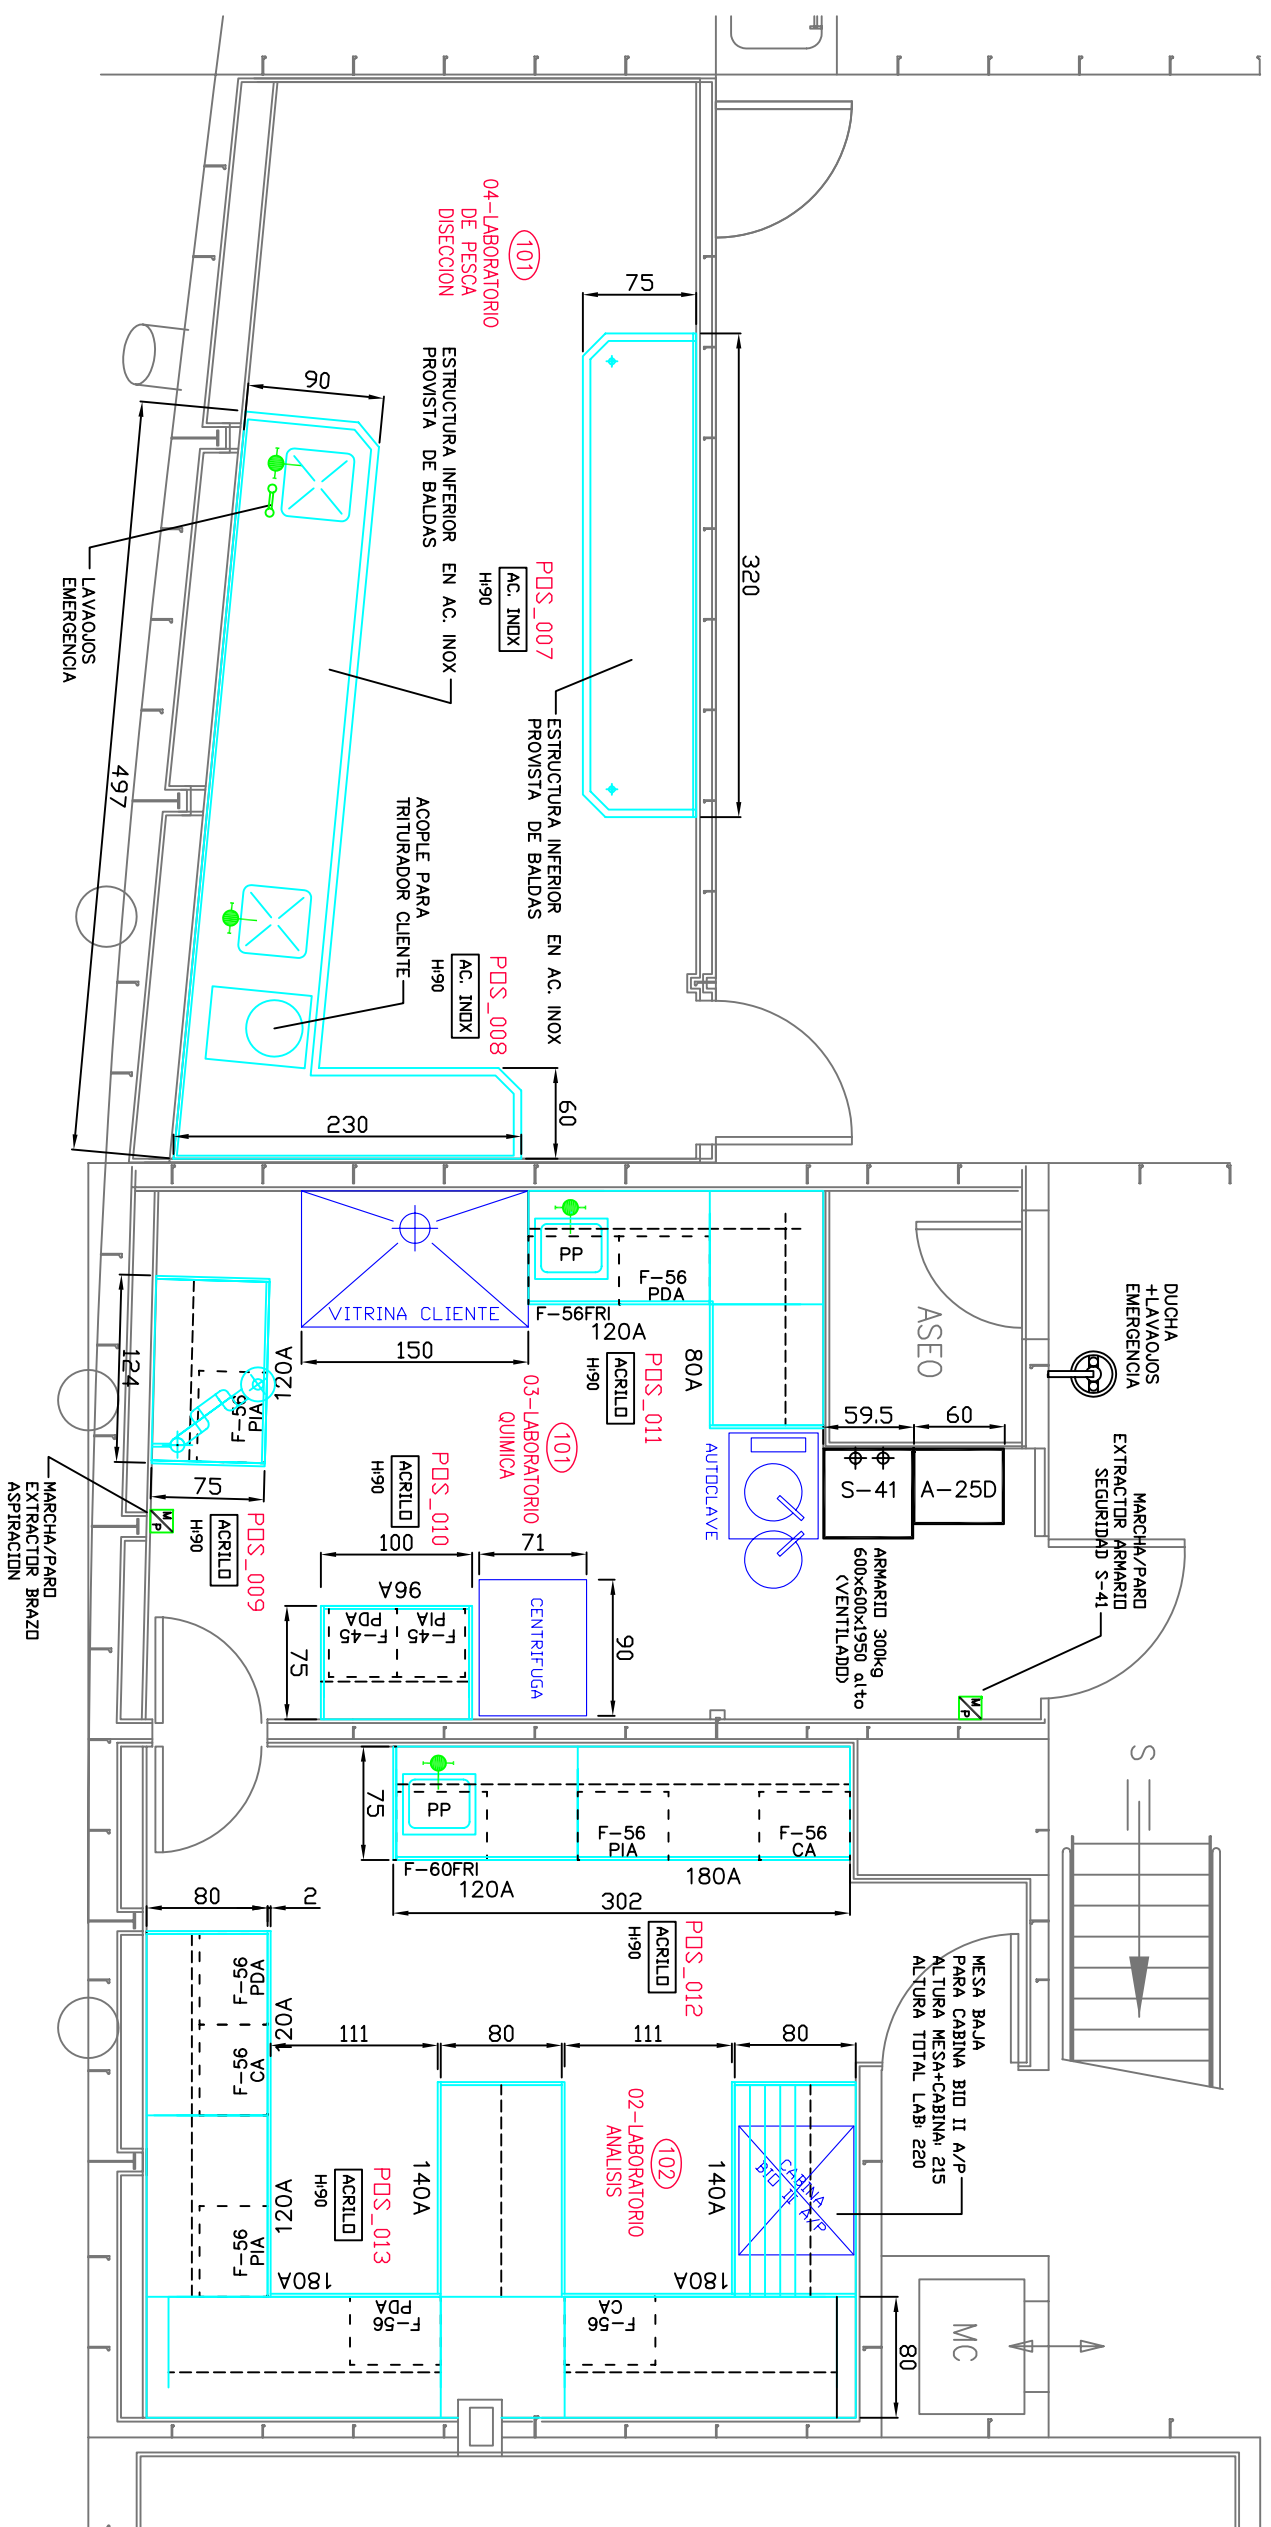 04-LABORATORIO
DE PESCA
DISECCION
101
75
320
90
ESTRUCTURA INFERIOR EN AC. INOX
PROVISTA DE BALDAS
POS_007
AC. INOX
H:90
ESTRUCTURA INFERIOR EN AC. INOX
PROVISTA DE BALDAS
LAVAOJOS
EMERGENCIA
497
ACOPLE PARA
TRITURADOR CLIENTE
POS_008
AC. INOX
H:90
60
230
ASEO
DUCHA
+LAVAOJOS
EMERGENCIA
PP
F-56
PDA
F-56FRI
120A
VITRINA CLIENTE
150
80A
POS_011
ACRILO
H:90
101
03-LABORATORIO
QUIMICA
124
120A
F-56
PIA
75
59.5
60
S-41
A-25D
AUTOCLAVE
MARCHA/PARO
EXTRACTOR ARMARIO
SEGURIDAD S-41
ARMARIO 300kg
600x600x1950 alto
(VENTILADO)
MARCHA/PARO
EXTRACTOR BRAZO
ASPIRACION
M/P
POS_009
ACRILO
H:90
POS_010
ACRILO
H:90
100
96A
F-45
PDA
F-45
PIA
75
71
CENTRIFUGA
90
M/P
S
75
PP
F-60FRI
120A
F-56
PIA
F-56
CA
180A
302
POS_012
ACRILO
H:90
80
2
F-56
PDA
120A
F-56
CA
120A
F-56
PIA
111
80
111
80
MESA BAJA
PARA CABINA BIO II A/P
ALTURA MESA+CABINA: 215
ALTURA TOTAL LAB: 220
102
02-LABORATORIO
ANALISIS
CABINA
BIO II A/P
140A
140A
POS_013
ACRILO
H:90
180A
180A
F-56
PDA
F-56
CA
80
MC